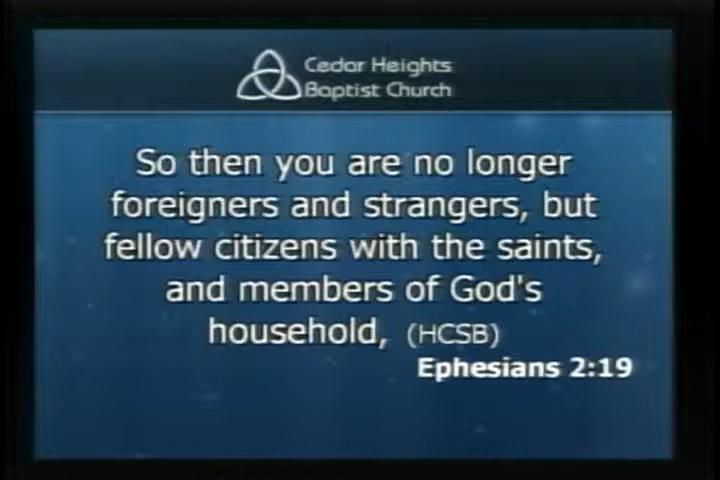 Cedar Heights
Baptist Church
So then you are no longer
foreigners and strangers, but
fellow citizens with the saints,
and members of God's
household, (HCSB)
Ephesians 2:19